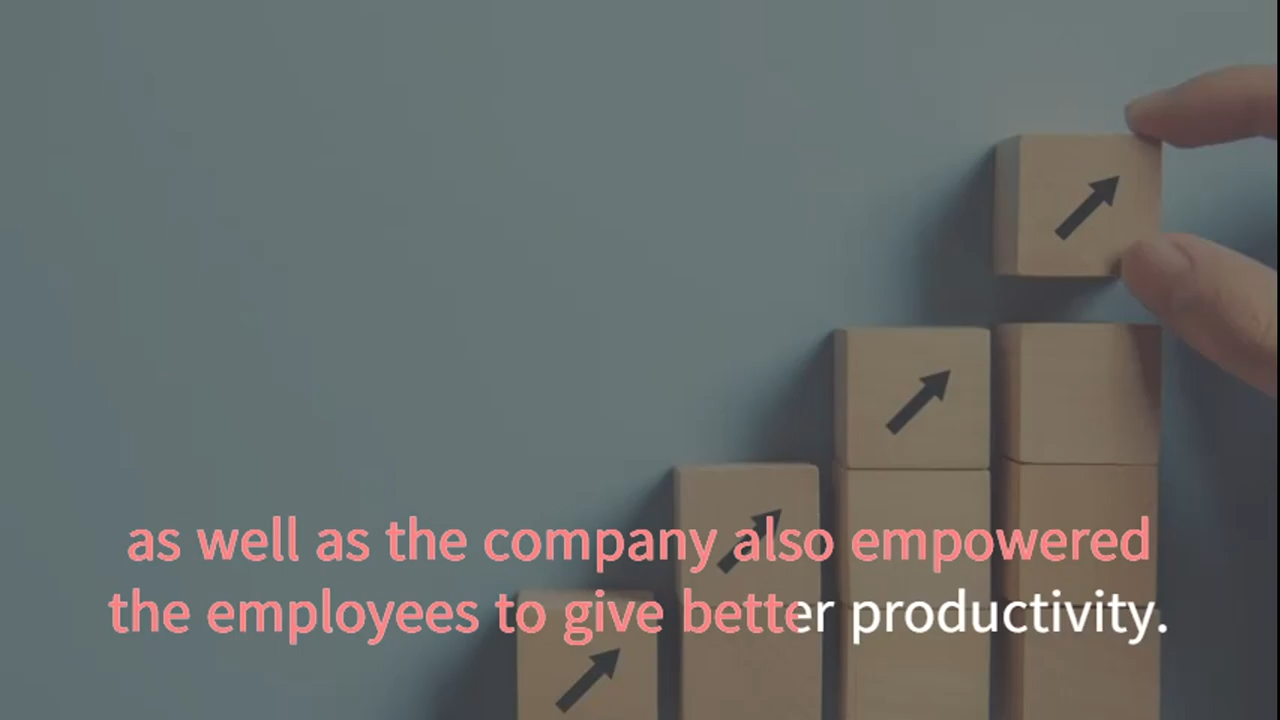 as well as the company also empowered
the employees to give better productivity.